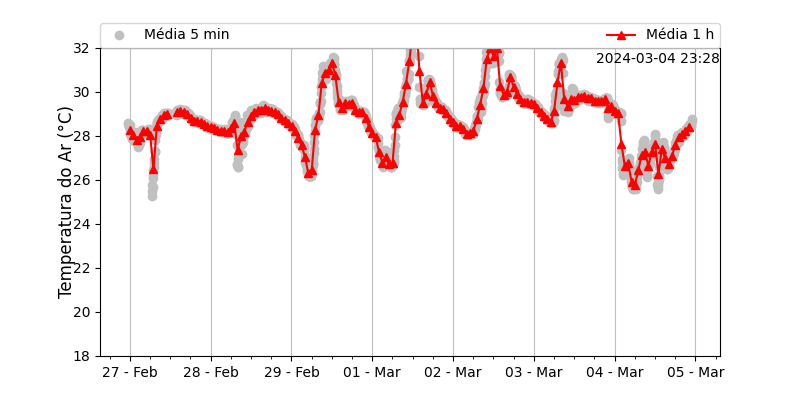 Média 5 min
Média 1 h
2024-03-04 23:28
Temperatura do Ar (°C)
32
30
28
26
24
22
20
18
27 - Feb
28 - Feb
29 - Feb
01 - Mar
02 - Mar
03 - Mar
04 - Mar
05 - Mar